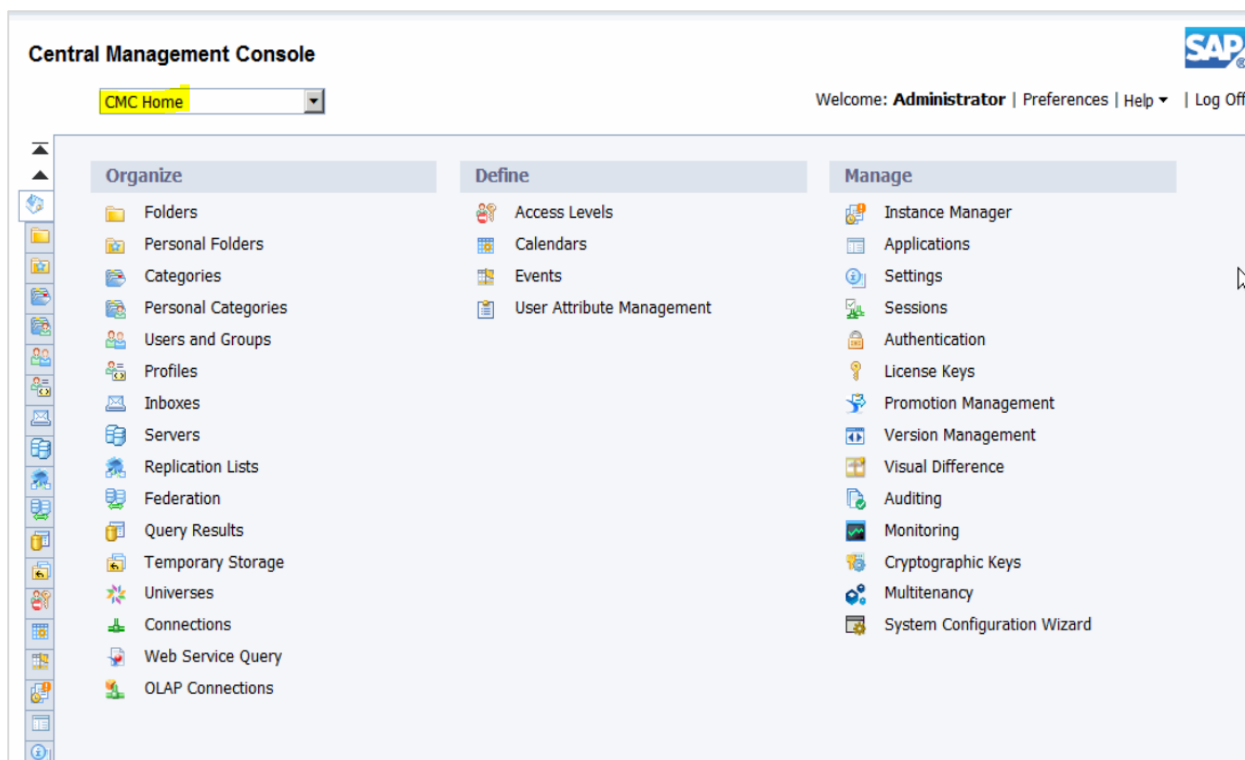 Central Management Console
SAP
CMC Home
Welcome: Administrator | Preferences | Help | Log Off
Organize
Folders
Personal Folders
Categories
Personal Categories
Users and Groups
Profiles
Inboxes
Servers
Replication Lists
Federation
Query Results
Temporary Storage
Universes
Connections
Web Service Query
OLAP Connections
Define
Access Levels
Calendars
Events
User Attribute Management
Manage
Instance Manager
Applications
Settings
Sessions
Authentication
License Keys
Promotion Management
Version Management
Visual Difference
Auditing
Monitoring
Cryptographic Keys
Multitenancy
System Configuration Wizard